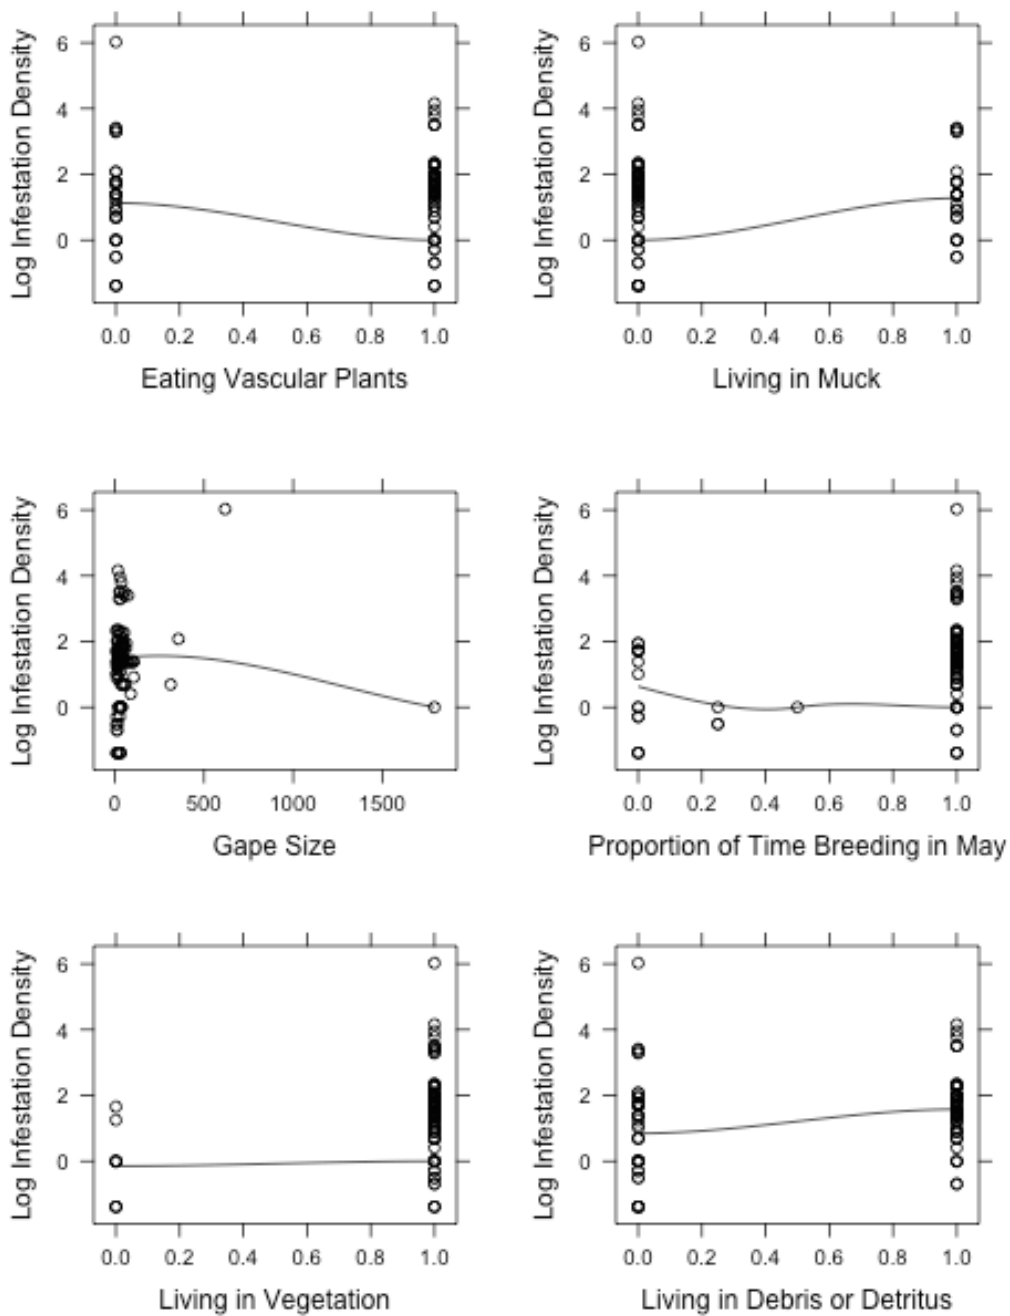 Log Infestation Density
6
4
2
0
0.0 0.2 0.4 0.6 0.8 1.0
Eating Vascular Plants
Log Infestation Density
6
4
2
0
0.0 0.2 0.4 0.6 0.8 1.0
Living in Muck
Log Infestation Density
6
4
2
0
0 500 1000 1500
Gape Size
Log Infestation Density
6
4
2
0
0.0 0.2 0.4 0.6 0.8 1.0
Proportion of Time Breeding in May
Log Infestation Density
6
4
2
0
0.0 0.2 0.4 0.6 0.8 1.0
Living in Vegetation
Log Infestation Density
6
4
2
0
0.0 0.2 0.4 0.6 0.8 1.0
Living in Debris or Detritus